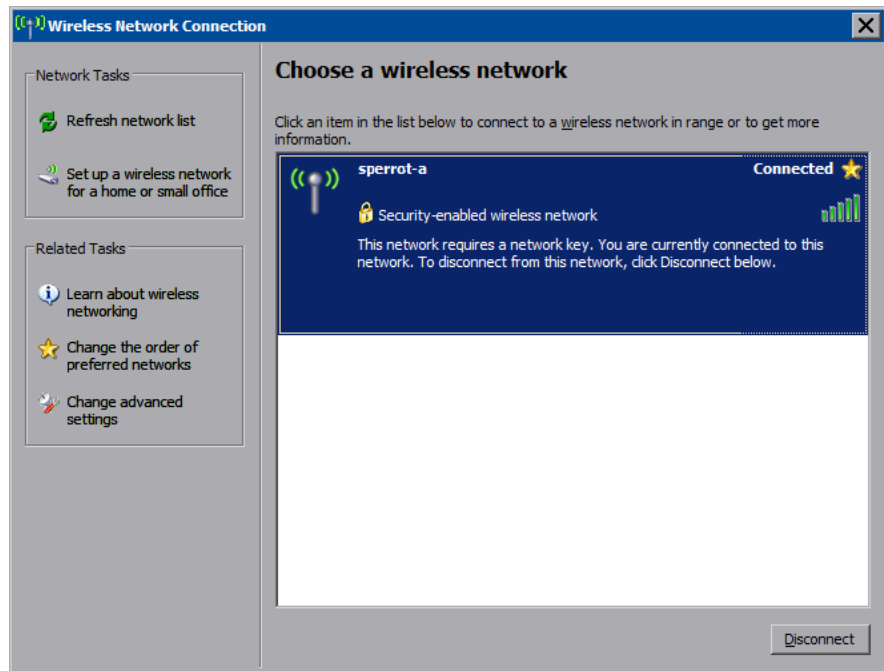 Wireless Network Connection
Network Tasks
Refresh network list
Set up a wireless network
for a home or small office
Related Tasks
Learn about wireless
networking
Change the order of
preferred networks
Change advanced
settings
Choose a wireless network
Click an item in the list below to connect to a wireless network in range or to get more
information.
sperrot-a Connected
Security-enabled wireless network
This network requires a network key. You are currently connected to this
network. To disconnect from this network, click Disconnect below.
Disconnect